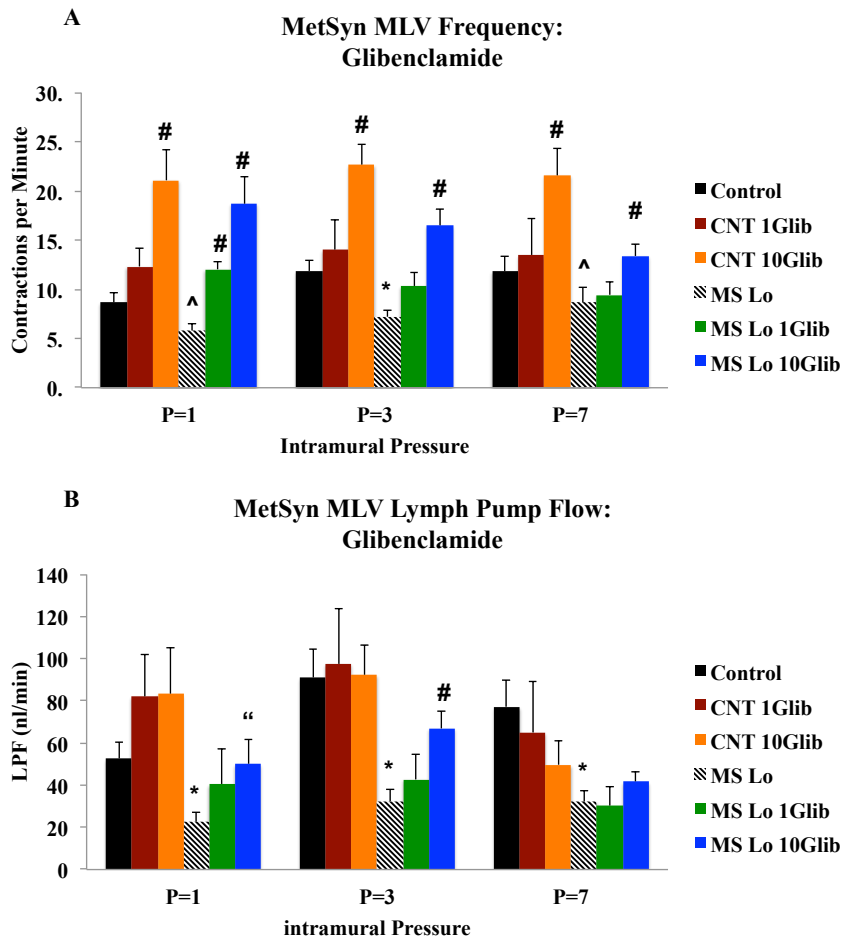 A
MetSyn MLV Frequency:
Glibenclamide
Contractions per Minute
30.
25.
20.
15.
10.
5.
0.
#
#
^
#
#
#
*
#
#
^
#
P=1
P=3
P=7
Intramural Pressure
Control
CNT 1Glib
CNT 10Glib
MS Lo
MS Lo 1Glib
MS Lo 10Glib
B
MetSyn MLV Lymph Pump Flow:
Glibenclamide
LPF (nl/min)
140
120
100
80
60
40
20
0
*
“
*
#
*
P=1
P=3
P=7
intramural Pressure
Control
CNT 1Glib
CNT 10Glib
MS Lo
MS Lo 1Glib
MS Lo 10Glib